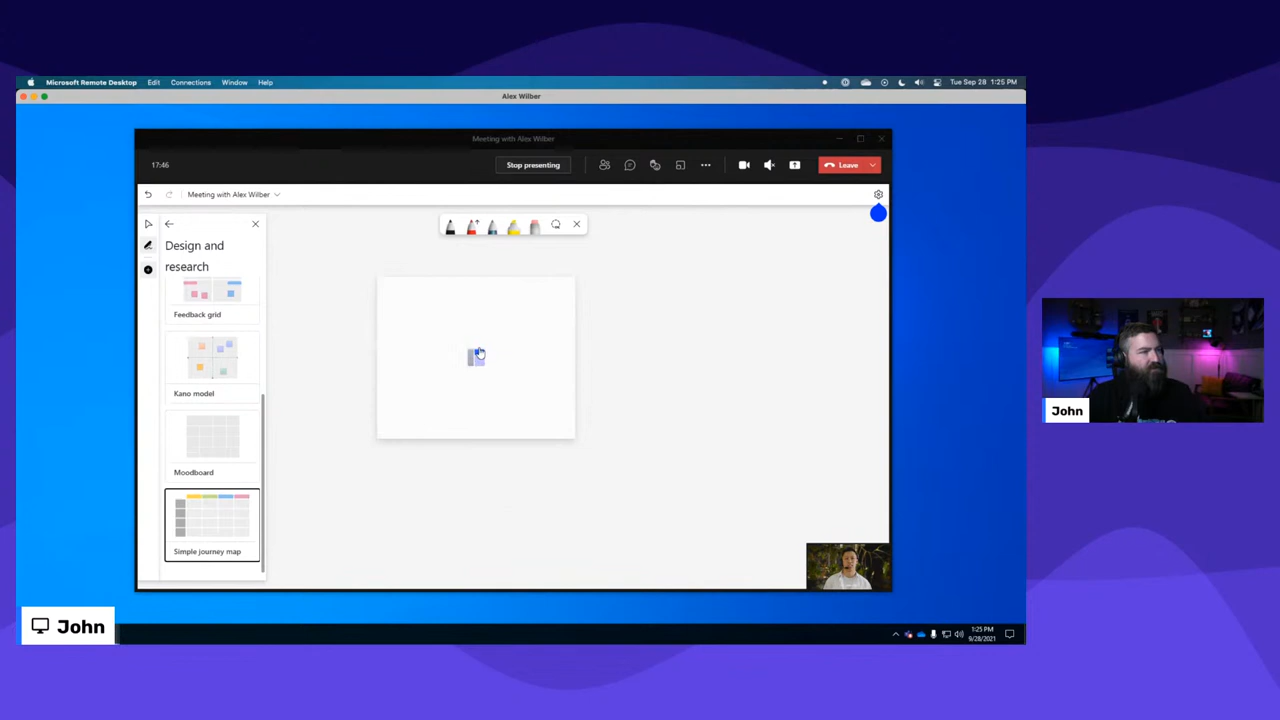 Microsoft Remote Desktop Edit Connections Window Help
Tue Sep 28 1:25 PM
Alex Wilber
Meeting with Alex Wilber
17:46
Stop presenting
Leave
Meeting with Alex Wilber
Design and
research
Feedback grid
Kano model
Moodboard
Simple journey map
John
John
1:25 PM
9/28/2021